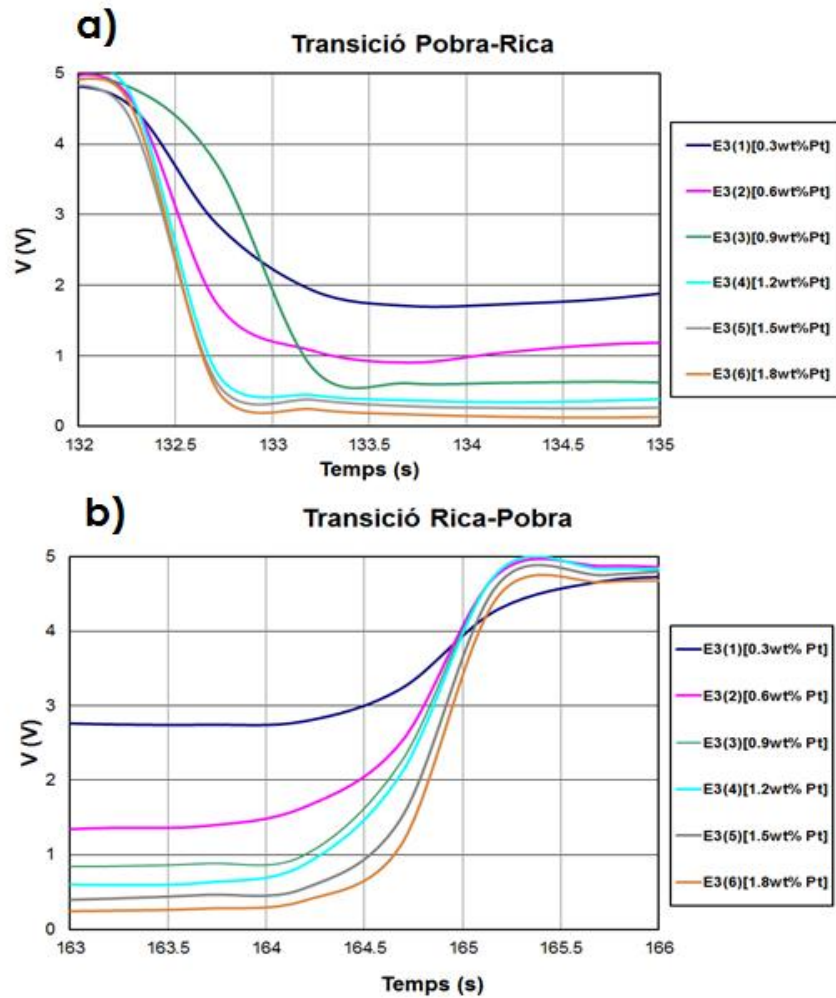 a)
Transició Pobra-Rica
V (V)
5
4
3
2
1
0
132 132.5 133 133.5 134 134.5 135
Temps (s)
E3(1)[0.3wt%Pt]
E3(2)[0.6wt%Pt]
E3(3)[0.9wt%Pt]
E3(4)[1.2wt%Pt]
E3(5)[1.5wt%Pt]
E3(6)[1.8wt%Pt]
b)
Transició Rica-Pobra
V (V)
5
4
3
2
1
0
163 163.5 164 164.5 165 165.5 166
Temps (s)
E3(1)[0.3wt% Pt]
E3(2)[0.6wt% Pt]
E3(3)[0.9wt% Pt]
E3(4)[1.2wt% Pt]
E3(5)[1.5wt% Pt]
E3(6)[1.8wt% Pt]